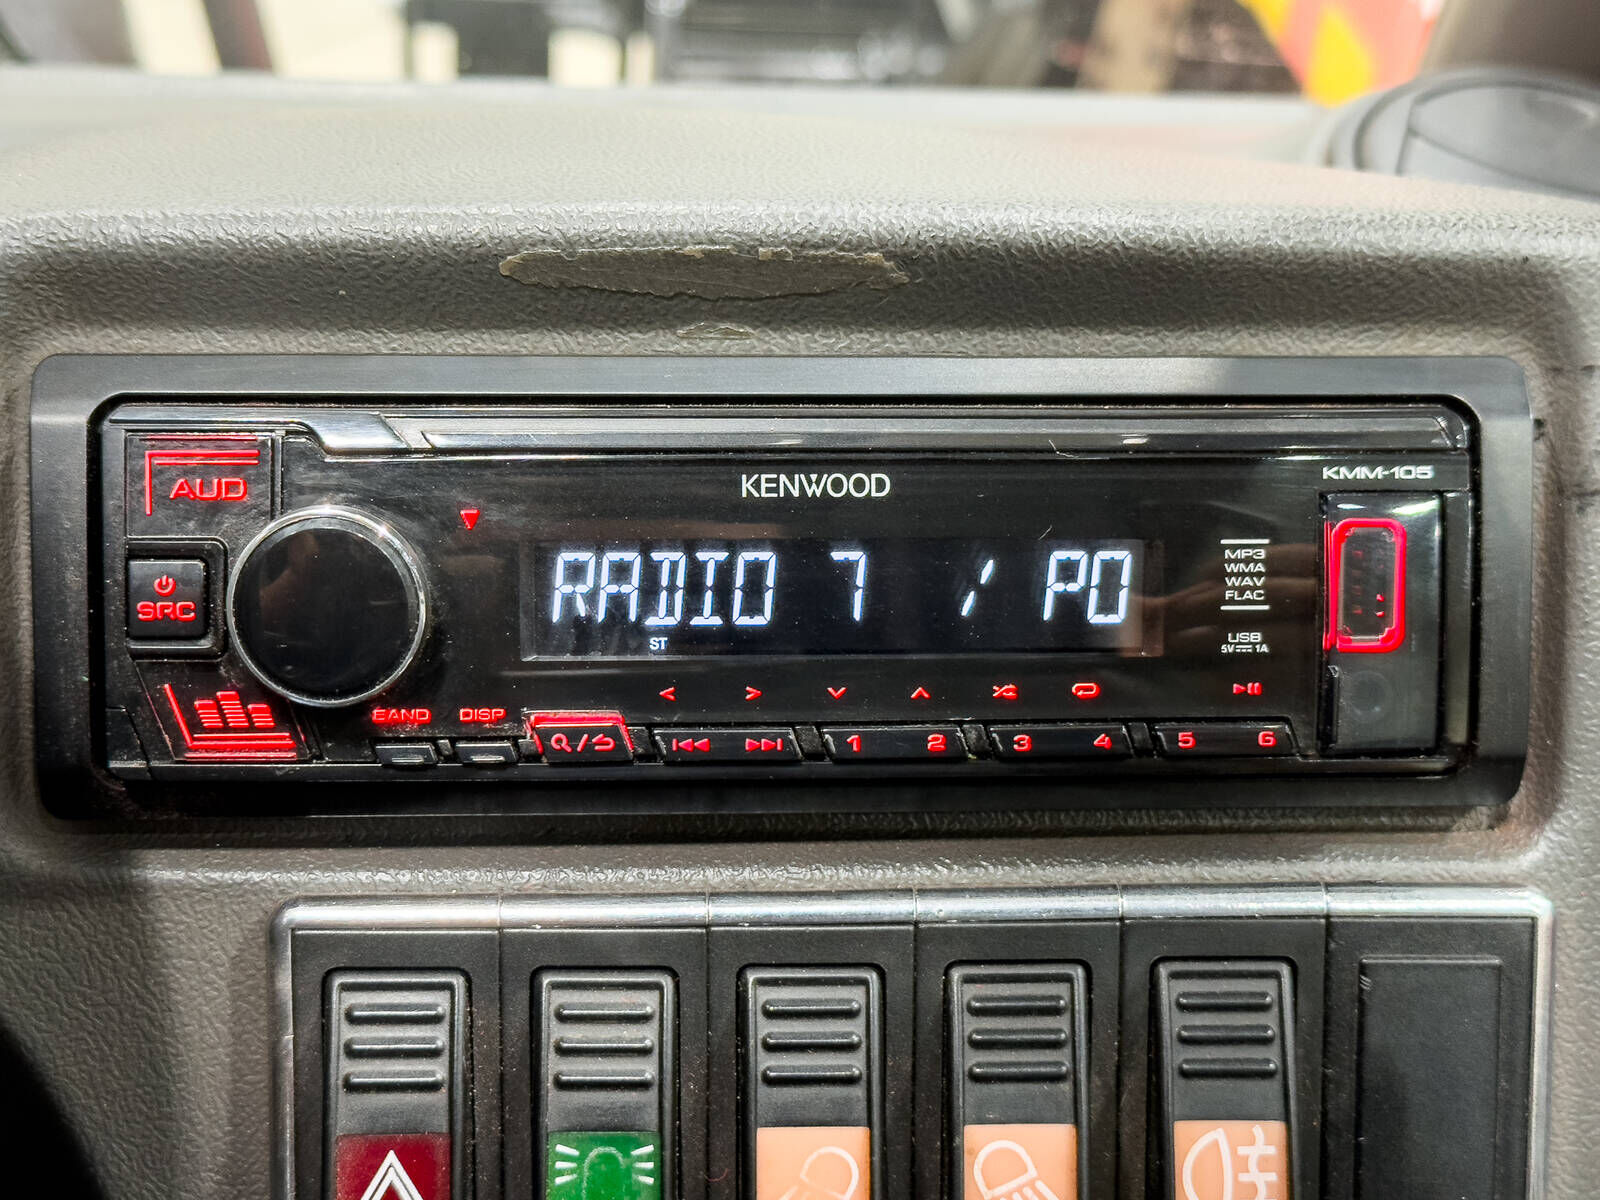 KENWOOD
KMM-105
AUD
RADIO 7 / PO
ST
MP3
WMA
WAV
FLAC
USB
5V⎓1A
SRC
BAND DISP
1 2 3 4 5 6